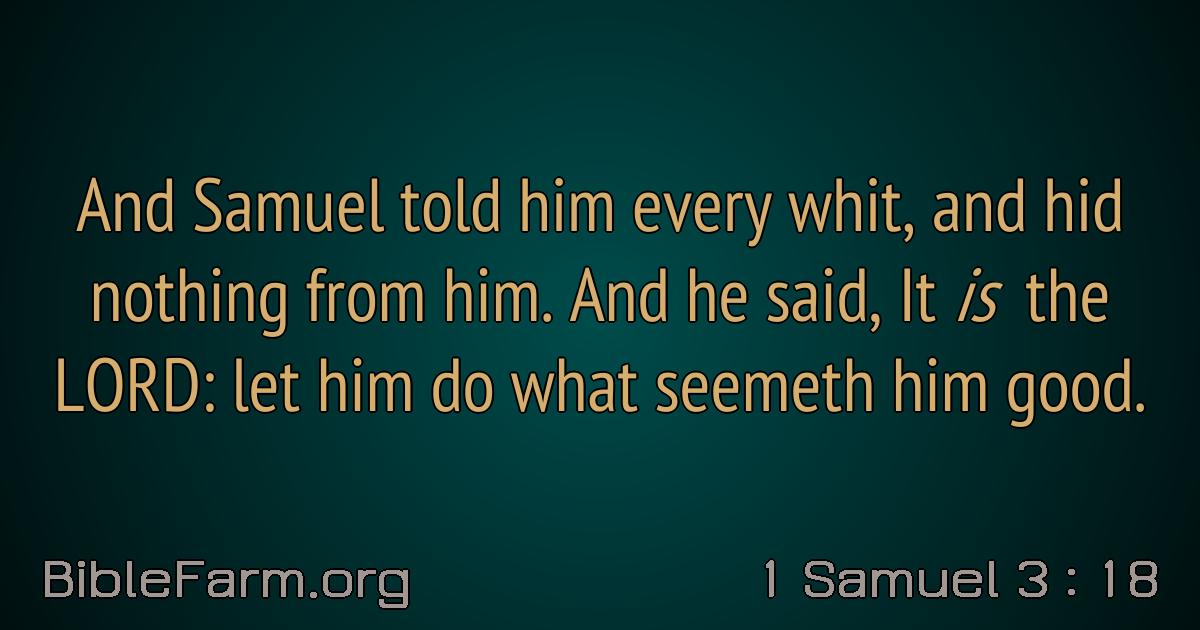 And Samuel told him every whit, and hid
nothing from him. And he said, It is the
LORD: let him do what seemeth him good.
BibleFarm.org
1 Samuel 3 : 18